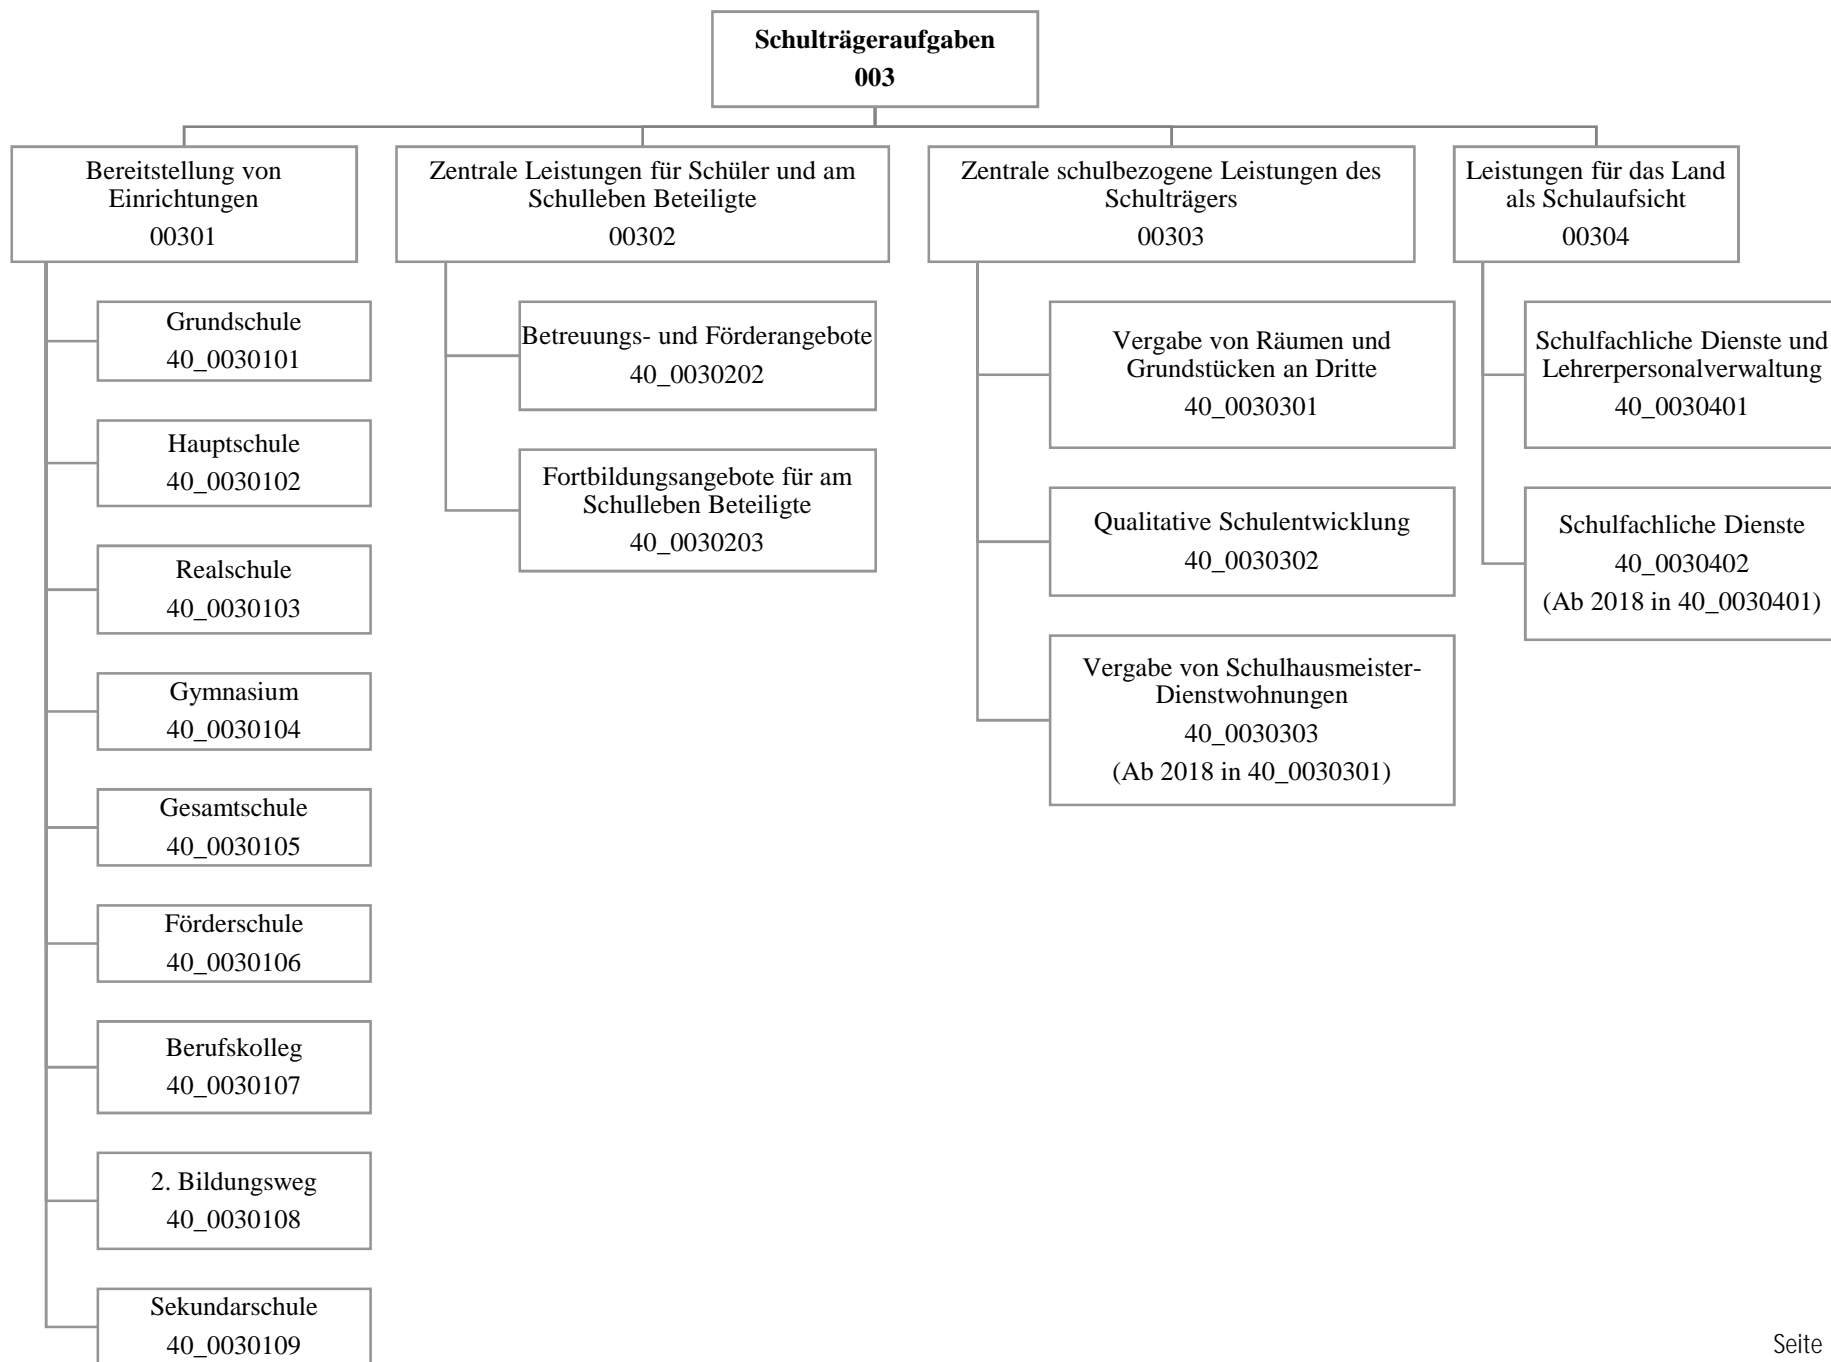 Schulträgeraufgaben
003
Bereitstellung von
Einrichtungen
00301
Grundschule
40_0030101
Hauptschule
40_0030102
Realschule
40_0030103
Gymnasium
40_0030104
Gesamtschule
40_0030105
Förderschule
40_0030106
Berufskolleg
40_0030107
2. Bildungsweg
40_0030108
Sekundarschule
40_0030109
Zentrale Leistungen für Schüler und am
Schulleben Beteiligte
00302
Betreuungs- und Förderangebote
40_0030202
Fortbildungsangebote für am
Schulleben Beteiligte
40_0030203
Zentrale schulbezogene Leistungen des
Schulträgers
00303
Vergabe von Räumen und
Grundstücken an Dritte
40_0030301
Qualitative Schulentwicklung
40_0030302
Vergabe von Schulhausmeister-
Dienstwohnungen
40_0030303
(Ab 2018 in 40_0030301)
Leistungen für das Land
als Schulaufsicht
00304
Schulfachliche Dienste und
Lehrerpersonalverwaltung
40_0030401
Schulfachliche Dienste
40_0030402
(Ab 2018 in 40_0030401)
Seite